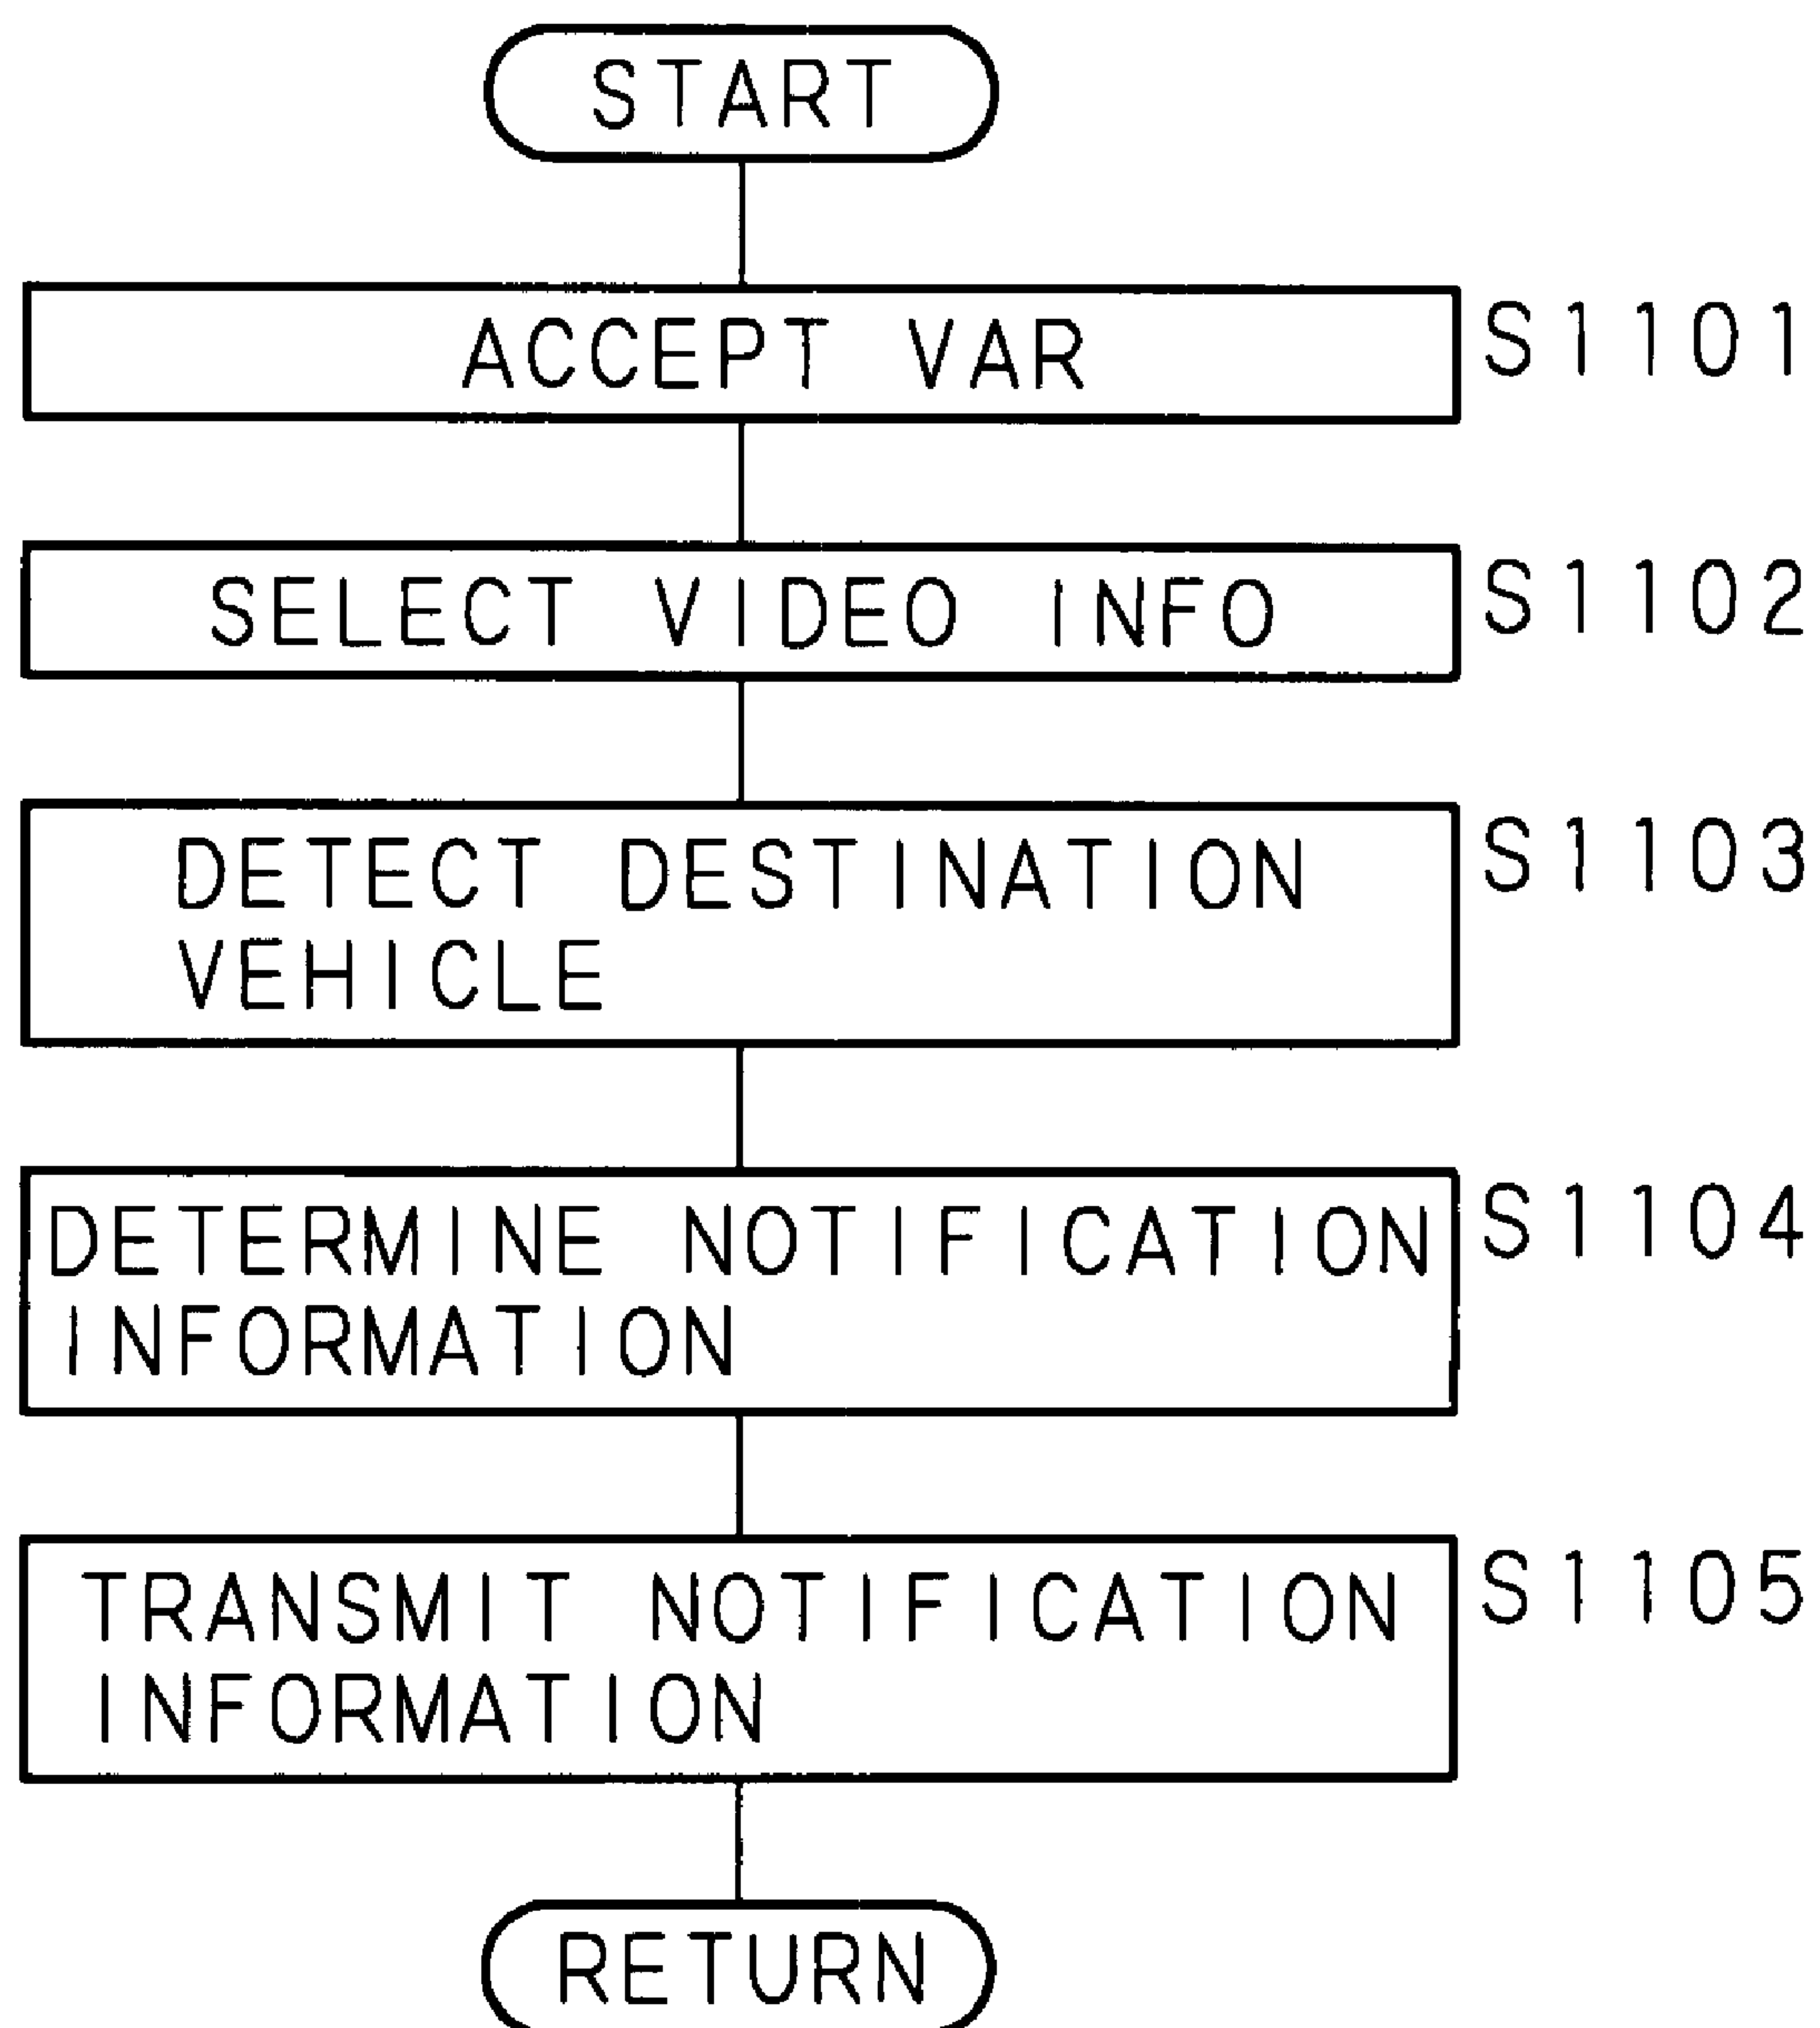 START
ACCEPT VAR
S1101
SELECT VIDEO INFO
S1102
DETECT DESTINATION
VEHICLE
S1103
DETERMINE NOTIFICATION
INFORMATION
S1104
TRANSMIT NOTIFICATION
INFORMATION
S1105
RETURN